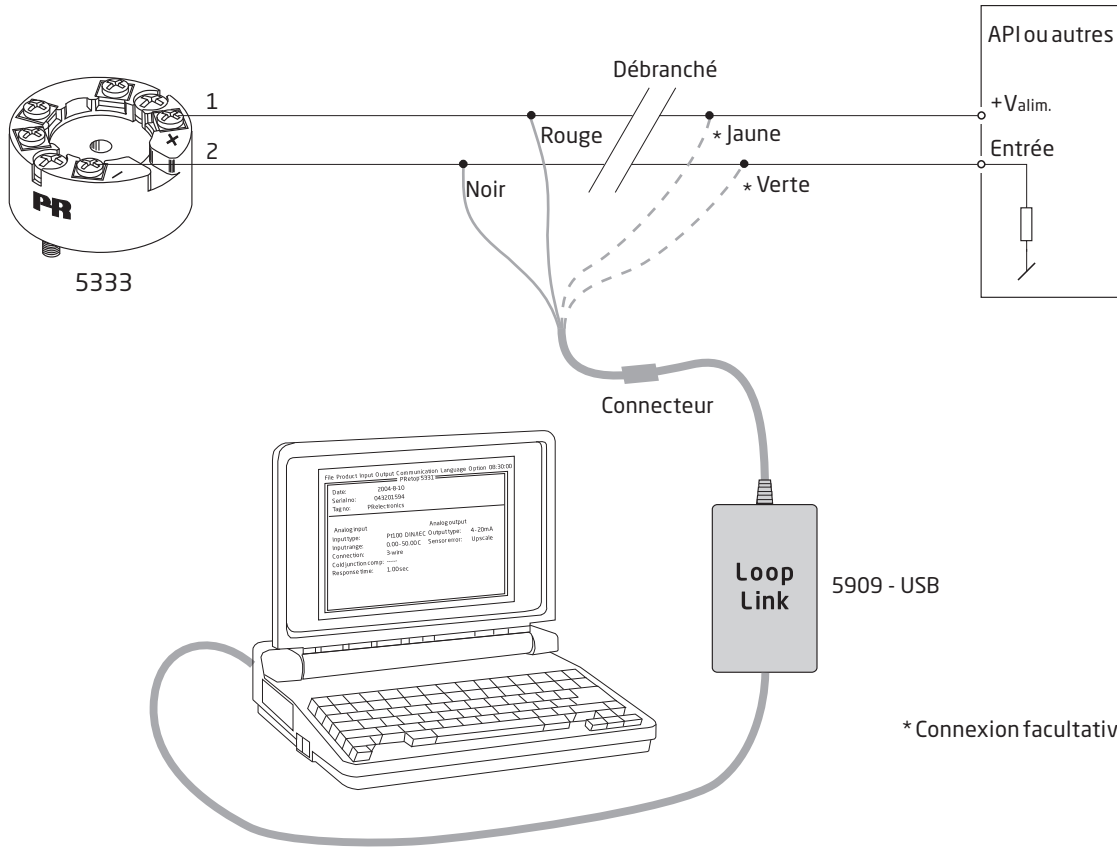 API ou autres
Débranché
1
+Valim.
Rouge
* Jaune
2
Entrée
Noir
* Verte
+
-
PR
5333
Connecteur
File Product Input Output Communication Language Option 08:30:00
PRetop 5331
Date: 2004-8-10
Serial no: 043201594
Tag no: PRelectronics
Analog input Analog output
Input type: Pt100 DIN/IEC Output type: 4-20mA
Input range: 0.00-50.00C Sensor error: Upscale
Connection: 3-wire
Cold junction comp: -----
Response time: 1.00 sec
Loop
Link
5909 - USB
* Connexion facultativ